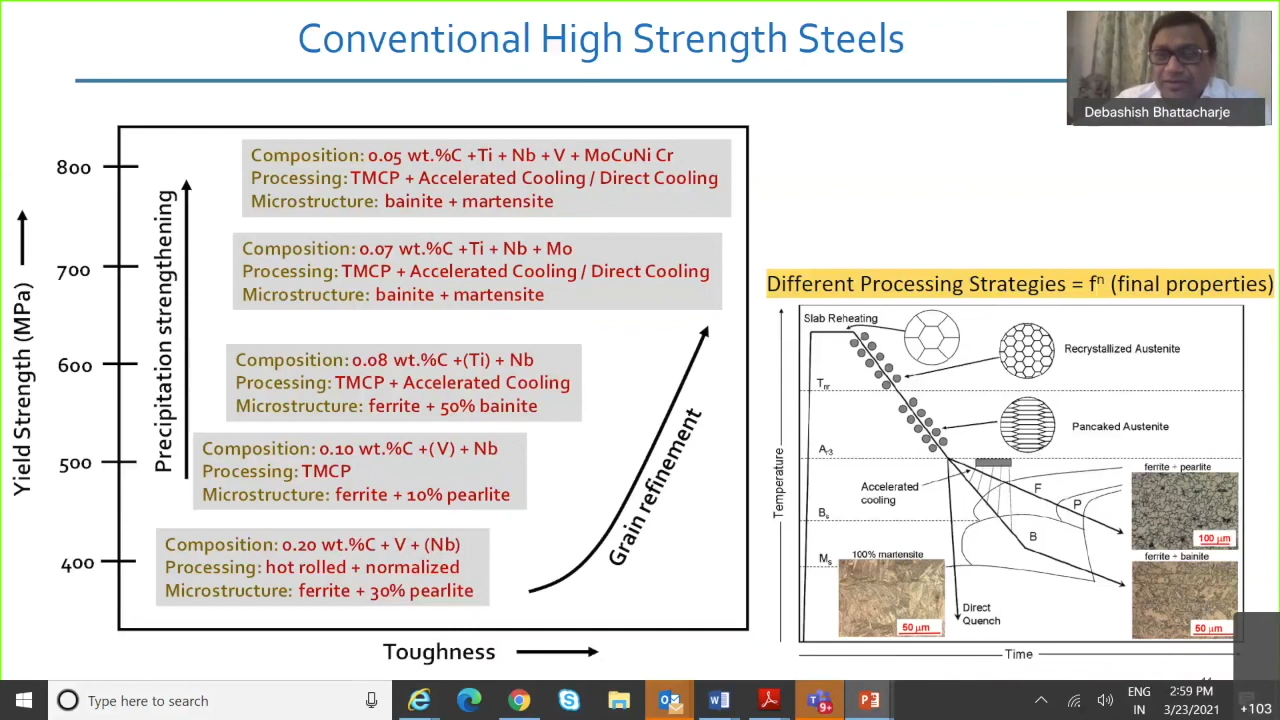 Conventional High Strength Steels
Debashish Bhattacharje
Yield Strength (MPa)
800
700
600
500
400
Precipitation strengthening
Composition: 0.05 wt.%C +Ti + Nb + V + MoCuNi Cr
Processing: TMCP + Accelerated Cooling / Direct Cooling
Microstructure: bainite + martensite
Composition: 0.07 wt.%C +Ti + Nb + Mo
Processing: TMCP + Accelerated Cooling / Direct Cooling
Microstructure: bainite + martensite
Composition: 0.08 wt.%C +(Ti) + Nb
Processing: TMCP + Accelerated Cooling
Microstructure: ferrite + 50% bainite
Composition: 0.10 wt.%C +( V) + Nb
Processing: TMCP
Microstructure: ferrite + 10% pearlite
Composition: 0.20 wt.%C + V + (Nb)
Processing: hot rolled + normalized
Microstructure: ferrite + 30% pearlite
Grain refinement
Toughness
Different Processing Strategies = fⁿ (final properties)
Temperature
Slab Reheating
Recrystallized Austenite
Tnr
Pancaked Austenite
Ar3
Accelerated
cooling
F
P
ferrite + pearlite
100 µm
Bs
B
Ms
100% martensite
50 µm
Direct
Quench
ferrite + bainite
50 µm
Time
Type here to search
9+
ENG
IN
2:59 PM
3/23/2021
+103